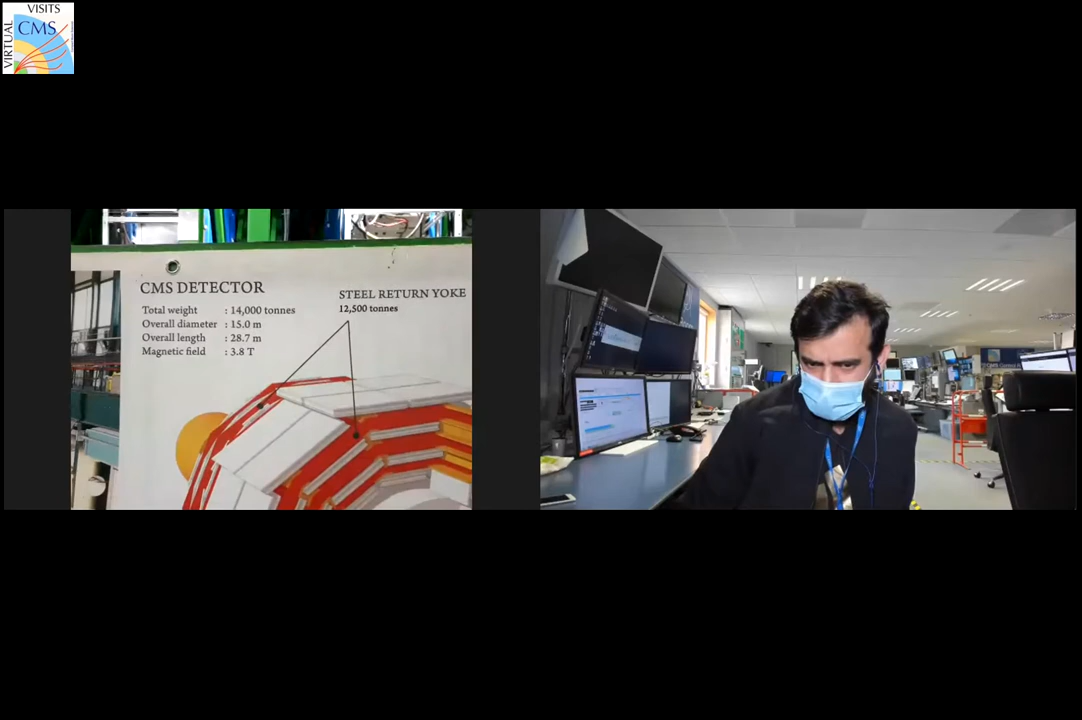 VISITS
CMS
VIRTUAL
CMS DETECTOR
Total weight : 14,000 tonnes
Overall diameter : 15.0 m
Overall length : 28.7 m
Magnetic field : 3.8 T
STEEL RETURN YOKE
12,500 tonnes